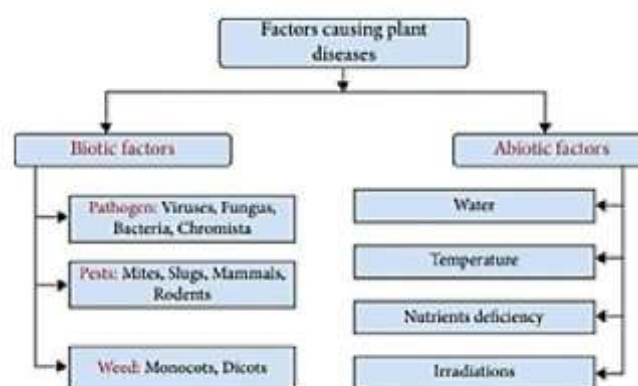 Factors causing plant
diseases
Biotic factors
Abiotic factors
Pathogen: Viruses, Fungus,
Bacteria, Chromista
Pests: Mites, Slugs, Mammals,
Rodents
Weed: Monocots, Dicots
Water
Temperature
Nutrients deficiency
Irradiations